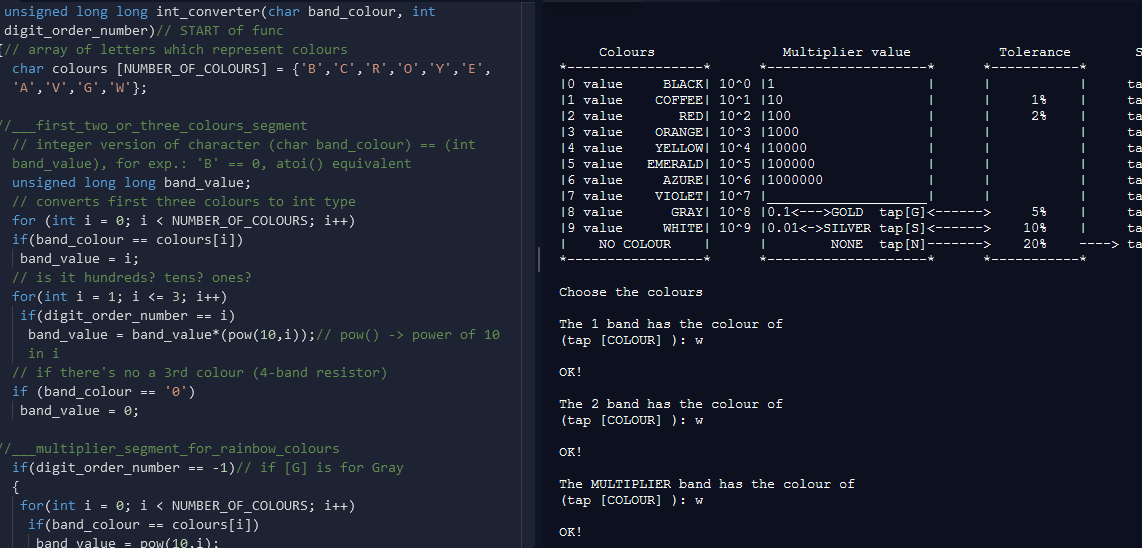 unsigned long long int_converter(char band_colour, int
digit_order_number)// START of func
{// array of letters which represent colours
char colours [NUMBER_OF_COLOURS] = {'B','C','R','O','Y','E',
'A','V','G','W'};
//___first_two_or_three_colours_segment
// integer version of character (char band_colour) == (int
band_value), for exp.: 'B' == 0, atoi() equivalent
unsigned long long band_value;
// converts first three colours to int type
for (int i = 0; i < NUMBER_OF_COLOURS; i++)
if(band_colour == colours[i])
band_value = i;
// is it hundreds? tens? ones?
for(int i = 1; i <= 3; i++)
if(digit_order_number == i)
band_value = band_value*(pow(10,i));// pow() -> power of 10
in i
// if there's no a 3rd colour (4-band resistor)
if (band_colour == '0')
band_value = 0;
//___multiplier_segment_for_rainbow_colours
if(digit_order_number == -1)// if [G] is for Gray
{
for(int i = 0; i < NUMBER_OF_COLOURS; i++)
if(band_colour == colours[i])
band_value = pow(10,i);
Colours Multiplier value Tolerance S
*-----------------* *--------------------* *-----------*
|0 value BLACK| 10^0 |1 | | | ta
|1 value COFFEE| 10^1 |10 | | 1% | ta
|2 value RED| 10^2 |100 | | 2% | ta
|3 value ORANGE| 10^3 |1000 | | | ta
|4 value YELLOW| 10^4 |10000 | | | ta
|5 value EMERALD| 10^5 |100000 | | | ta
|6 value AZURE| 10^6 |1000000 | | | ta
|7 value VIOLET| 10^7 |____________________| | | ta
|8 value GRAY| 10^8 |0.1<--->GOLD tap[G]<------> 5% | ta
|9 value WHITE| 10^9 |0.01<->SILVER tap[S]<------> 10% | ta
| NO COLOUR | | NONE tap[N]-------> 20% ----> ta
*-----------------* *--------------------* *-----------*
Choose the colours
The 1 band has the colour of
(tap [COLOUR] ): w
OK!
The 2 band has the colour of
(tap [COLOUR] ): w
OK!
The MULTIPLIER band has the colour of
(tap [COLOUR] ): w
OK!